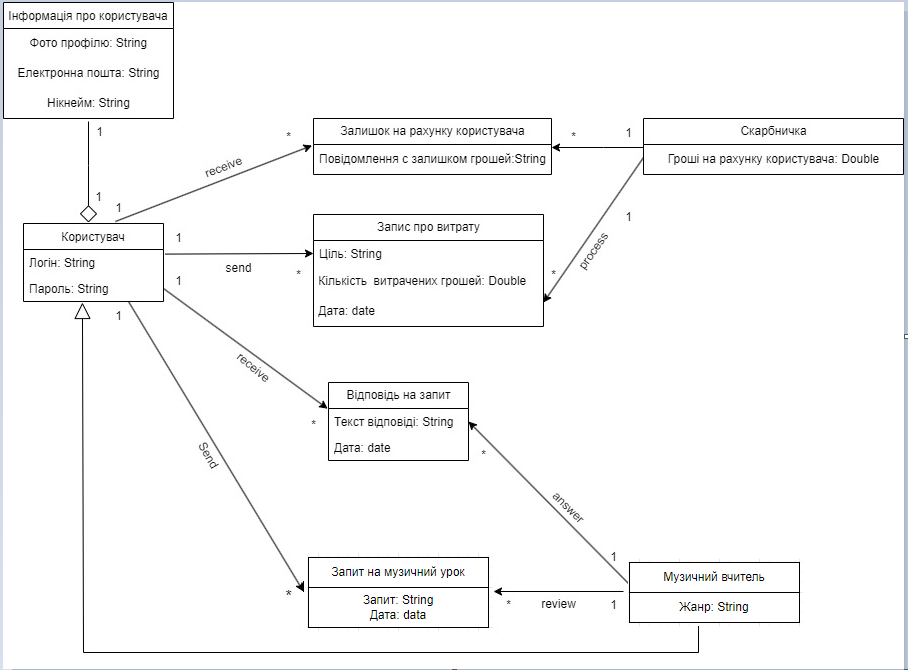 Інформація про користувача
Фото профілю: String
Електронна пошта: String
Нікнейм: String
1
1
Користувач
Логін: String
Пароль: String
1
receive
*
Залишок на рахунку користувача
Повідомлення с залишком грошей:String
*
1
Скарбничка
Гроші на рахунку користувача: Double
1
send
*
Запис про витрату
Ціль: String
Кількість витрачених грошей: Double
Дата: date
1
process
*
1
receive
*
Відповідь на запит
Текст відповіді: String
Дата: date
*
answer
1
1
Send
*
Запит на музичний урок
Запит: String
Дата: data
*
review
1
Музичний вчитель
Жанр: String